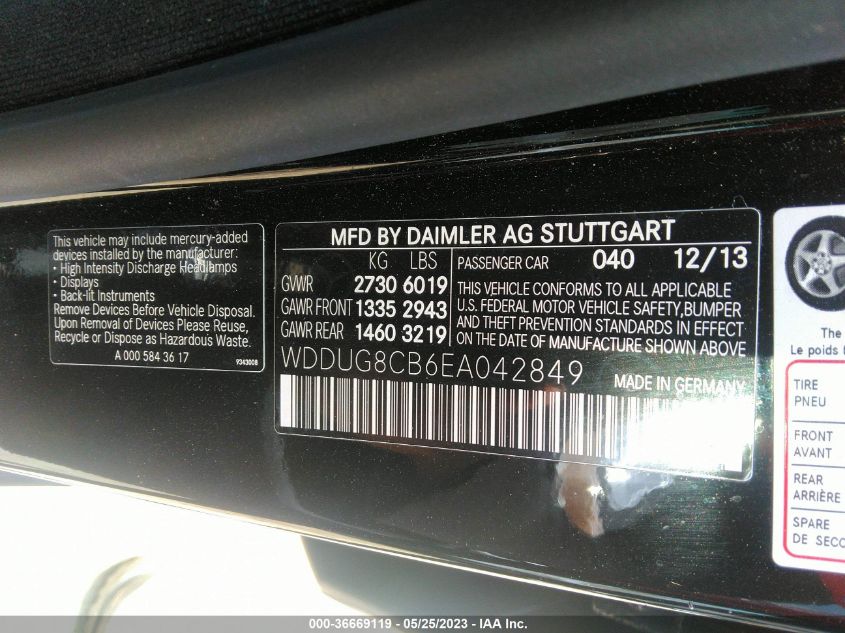 This vehicle may include mercury-added
devices installed by the manufacturer:
• High Intensity Discharge Headlamps
• Displays
• Back-lit Instruments
Remove Devices Before Vehicle Disposal.
Upon Removal of Devices Please Reuse,
Recycle or Dispose as Hazardous Waste.
A 000 584 36 17 9343008
MFD BY DAIMLER AG STUTTGART
KG LBS
GVWR 2730 6019
GAWR FRONT 1335 2943
GAWR REAR 1460 3219
PASSENGER CAR 040 12/13
THIS VEHICLE CONFORMS TO ALL APPLICABLE
U.S. FEDERAL MOTOR VEHICLE SAFETY,BUMPER
AND THEFT PREVENTION STANDARDS IN EFFECT
ON THE DATE OF MANUFACTURE SHOWN ABOVE
WDDUG8CB6EA042849 MADE IN GERMANY
The
Le poids
TIRE
PNEU
FRONT
AVANT
REAR
ARRIÈRE
SPARE
DE SECO
000-36669119 - 05/25/2023 - IAA Inc.